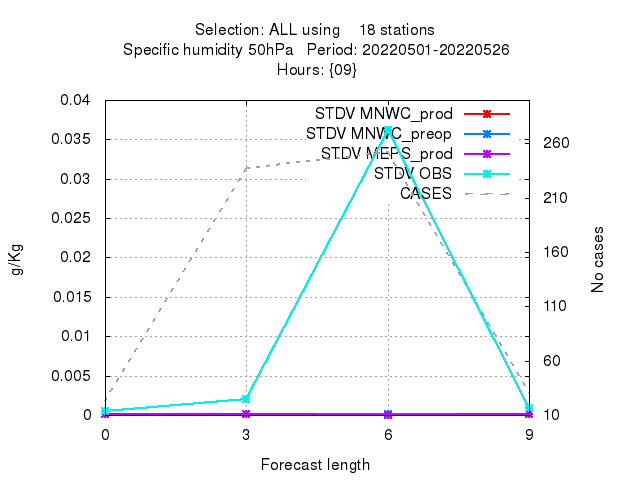 Selection: ALL using 18 stations
Specific humidity 50hPa Period: 20220501-20220526
Hours: {09}
STDV MNWC_prod
STDV MNWC_preop
STDV MEPS_prod
STDV OBS
CASES
0.04
0.035
0.03
0.025
0.02
0.015
0.01
0.005
0
260
210
160
110
60
10
g/Kg
No cases
0 3 6 9
Forecast length